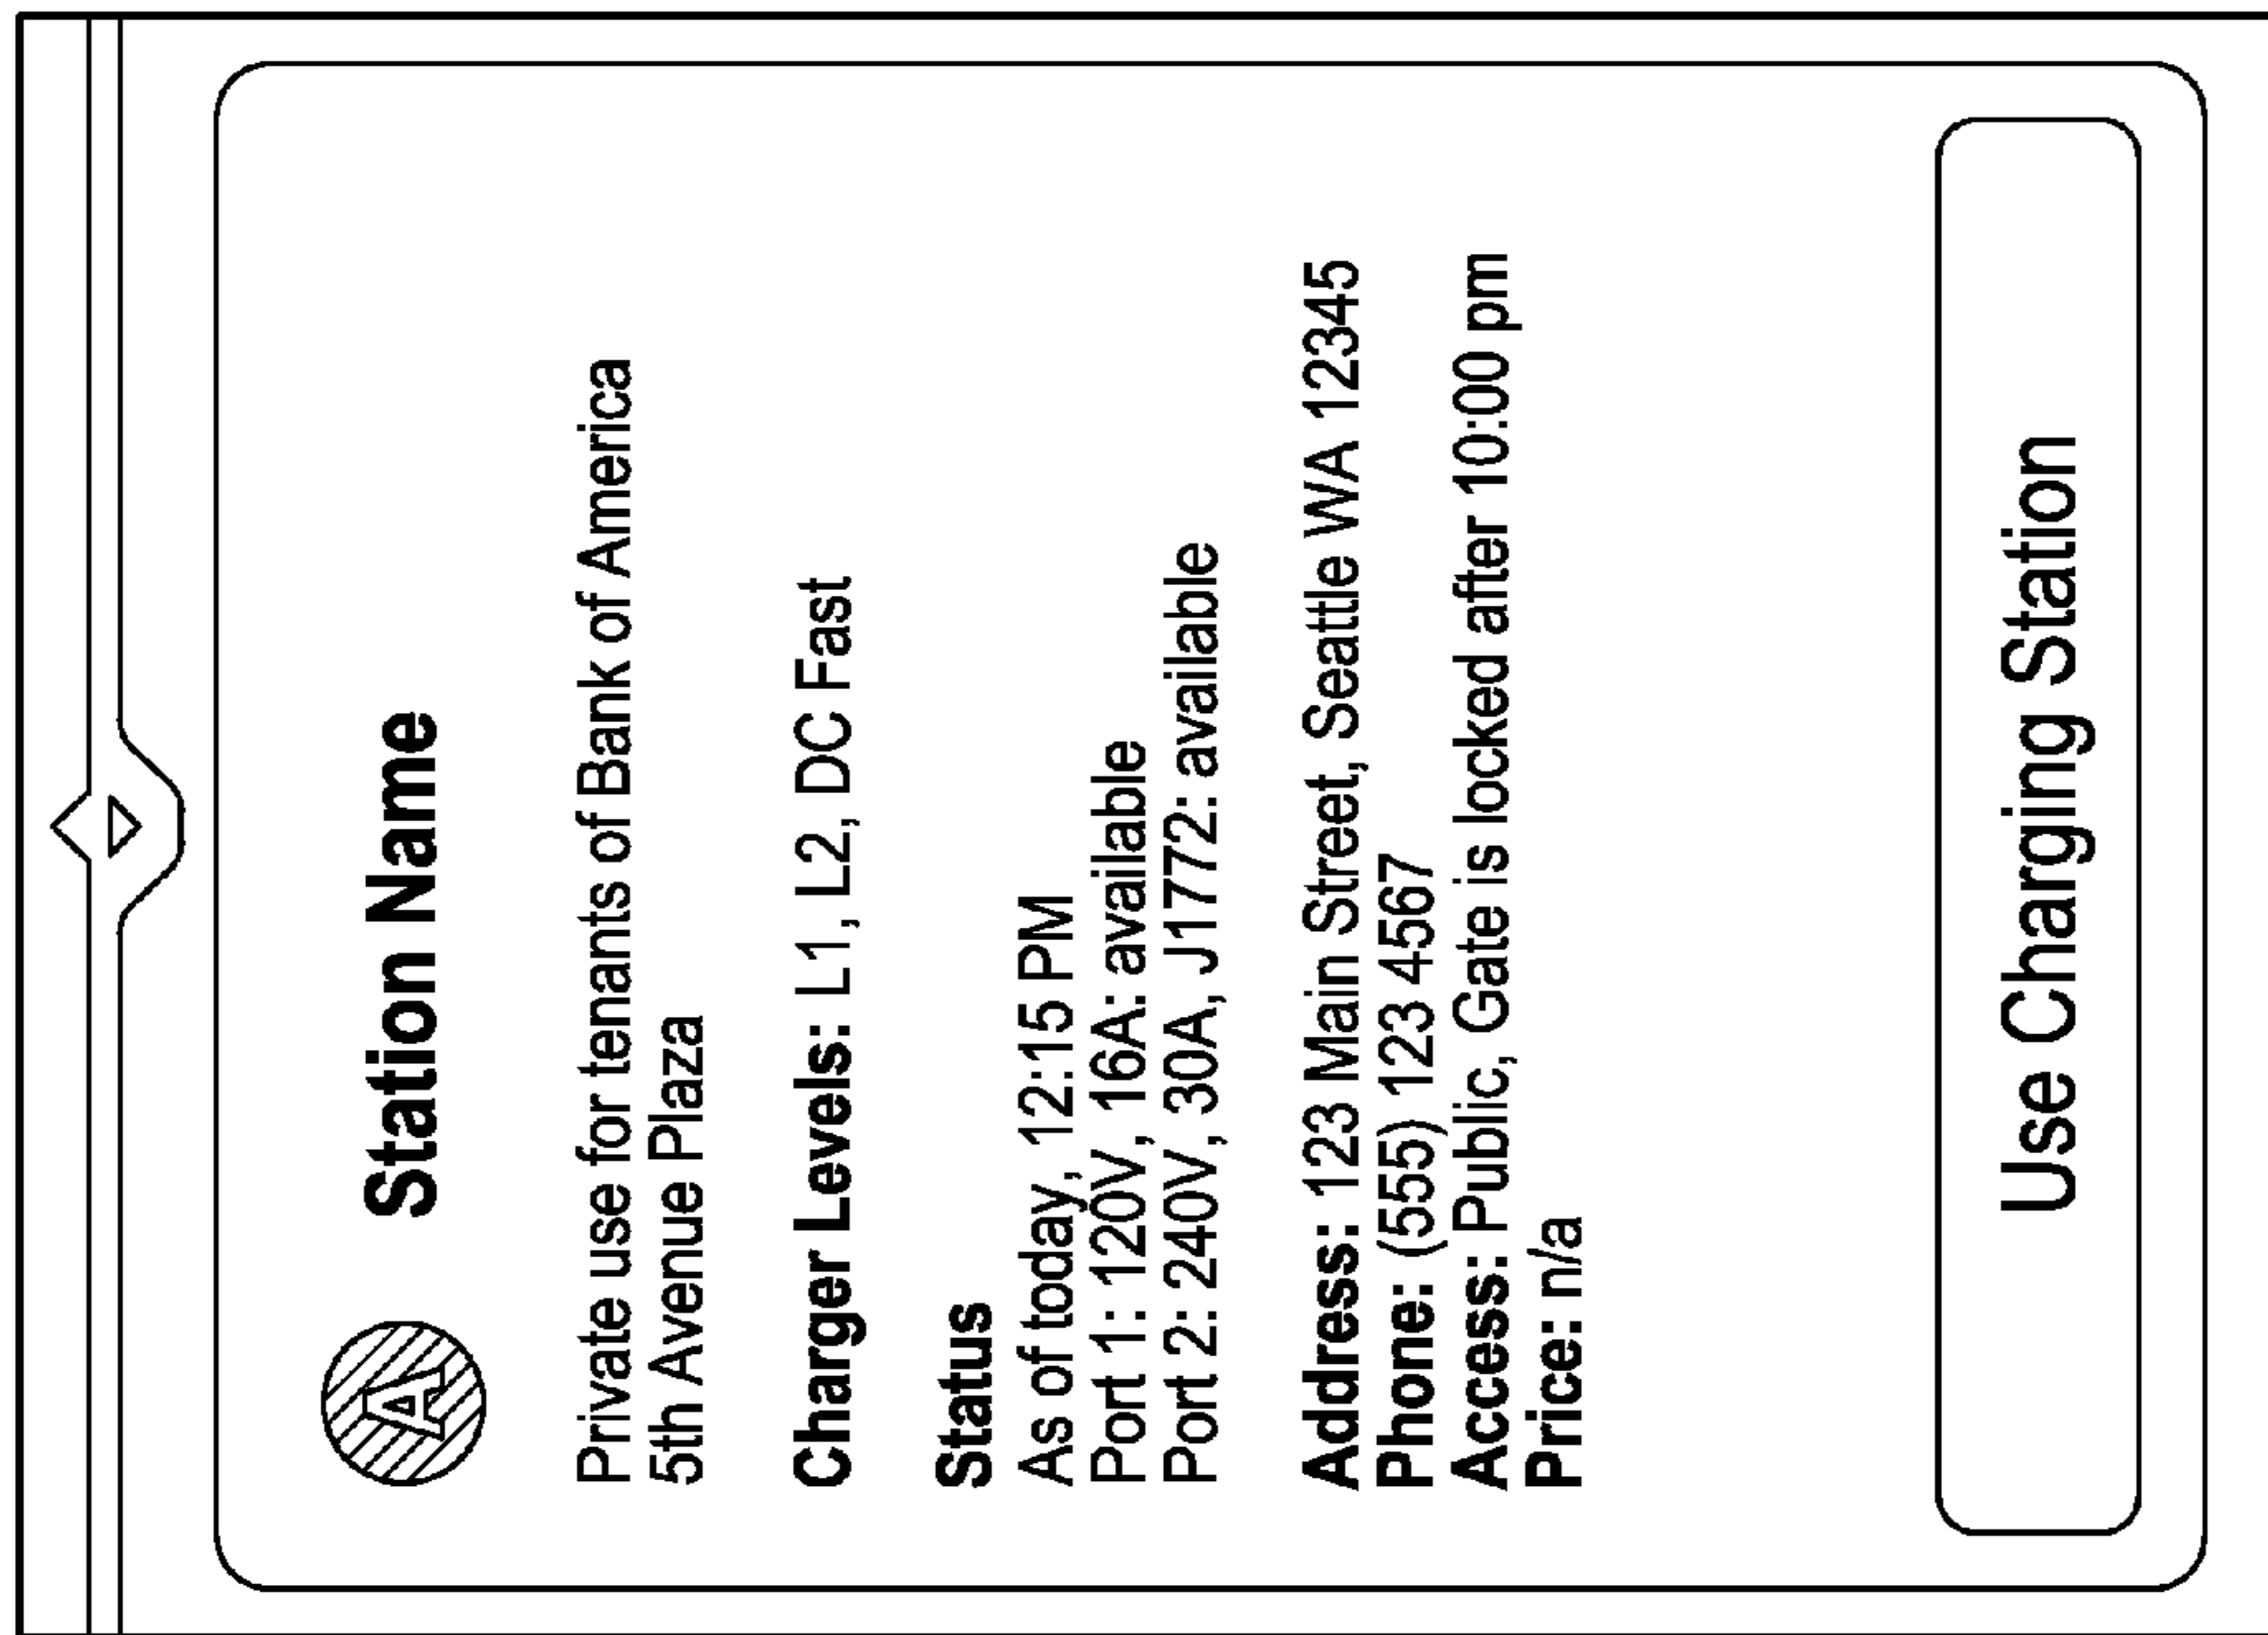 A Station Name
Private use for tenants of Bank of America
5th Avenue Plaza
Charger Levels: L1, L2, DC Fast
Status
As of today, 12:15 PM
Port 1: 120V, 16A: available
Port 2: 240V, 30A, J1772: available
Address: 123 Main Street, Seattle WA 12345
Phone: (555) 123 4567
Access: Public, Gate is locked after 10:00 pm
Price: n/a
Use Charging Station